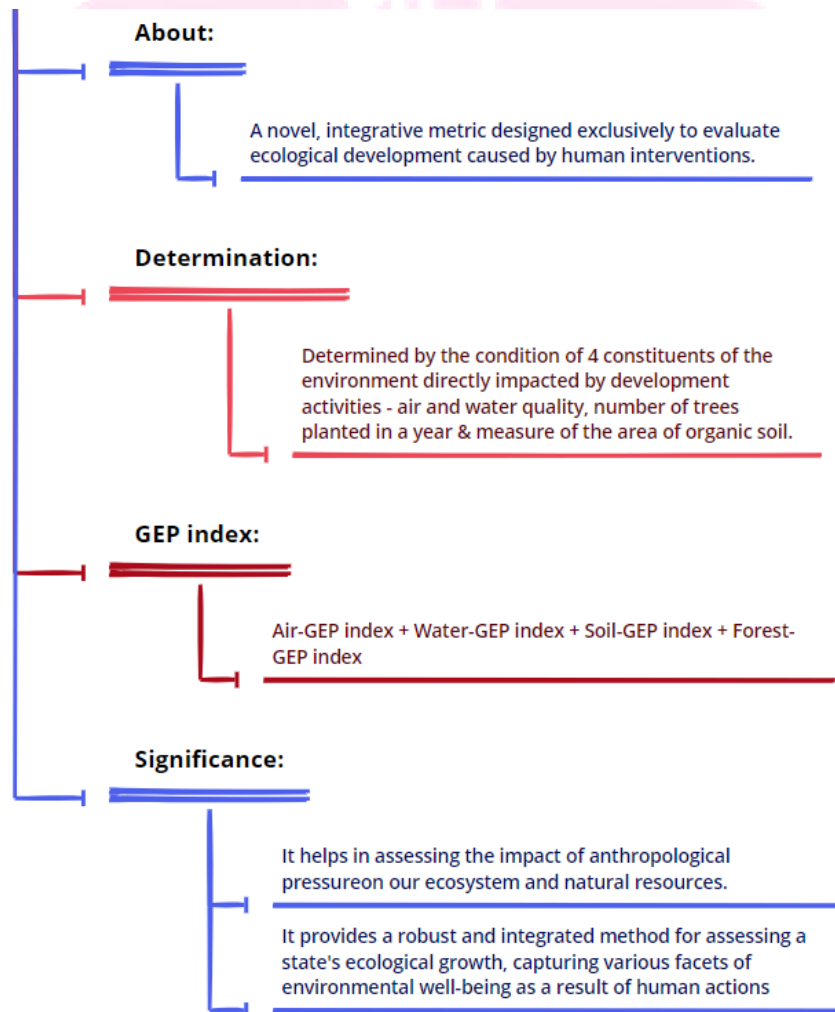 About:
A novel, integrative metric designed exclusively to evaluate
ecological development caused by human interventions.
Determination:
Determined by the condition of 4 constituents of the
environment directly impacted by development
activities - air and water quality, number of trees
planted in a year & measure of the area of organic soil.
GEP index:
Air-GEP index + Water-GEP index + Soil-GEP index + Forest-
GEP index
Significance:
It helps in assessing the impact of anthropological
pressureon our ecosystem and natural resources.
It provides a robust and integrated method for assessing a
state's ecological growth, capturing various facets of
environmental well-being as a result of human actions